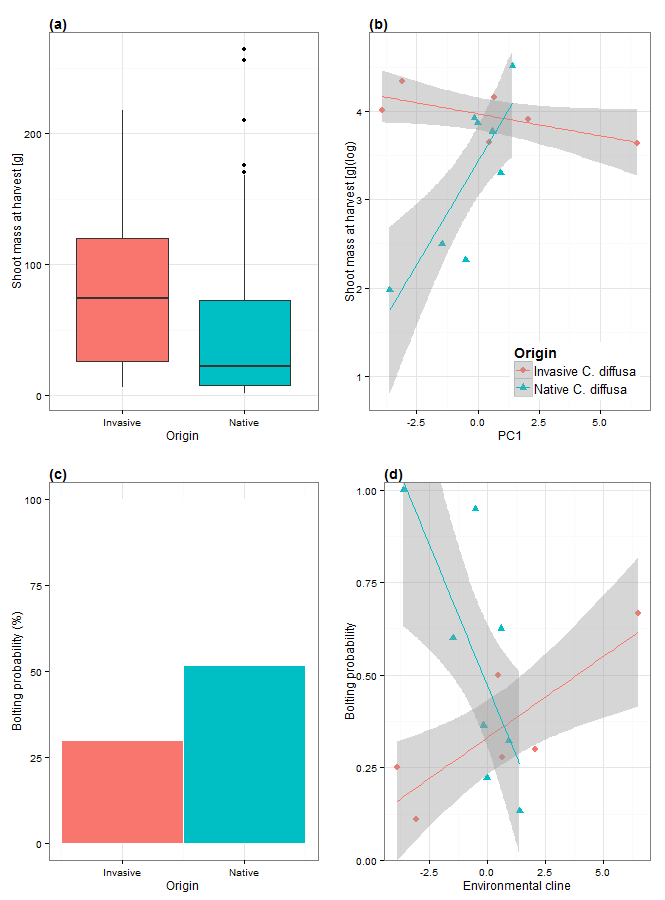 (a)
Shoot mass at harvest [g]
200
100
0
Invasive Native
Origin
(b)
Shoot mass at harvest [g](log)
4
3
2
1
Origin
Invasive C. diffusa
Native C. diffusa
-2.5 0.0 2.5 5.0
PC1
(c)
Bolting probability (%)
100
75
50
25
0
Invasive Native
Origin
(d)
Bolting probability
1.00
0.75
0.50
0.25
0.00
-2.5 0.0 2.5 5.0
Environmental cline